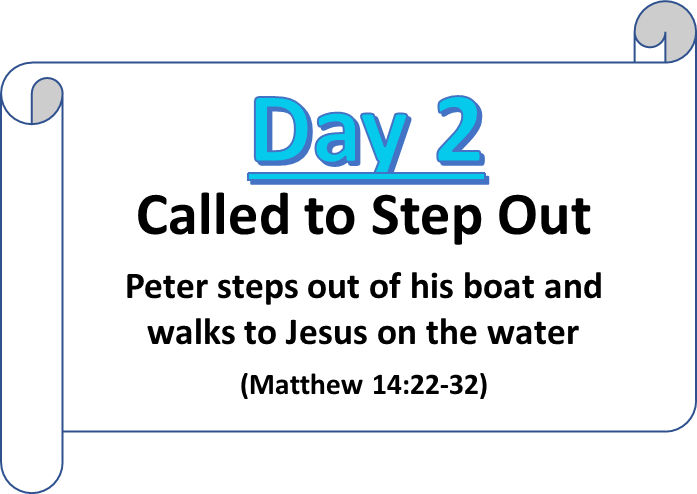 Day 2
Called to Step Out
Peter steps out of his boat and
walks to Jesus on the water
(Matthew 14:22-32)